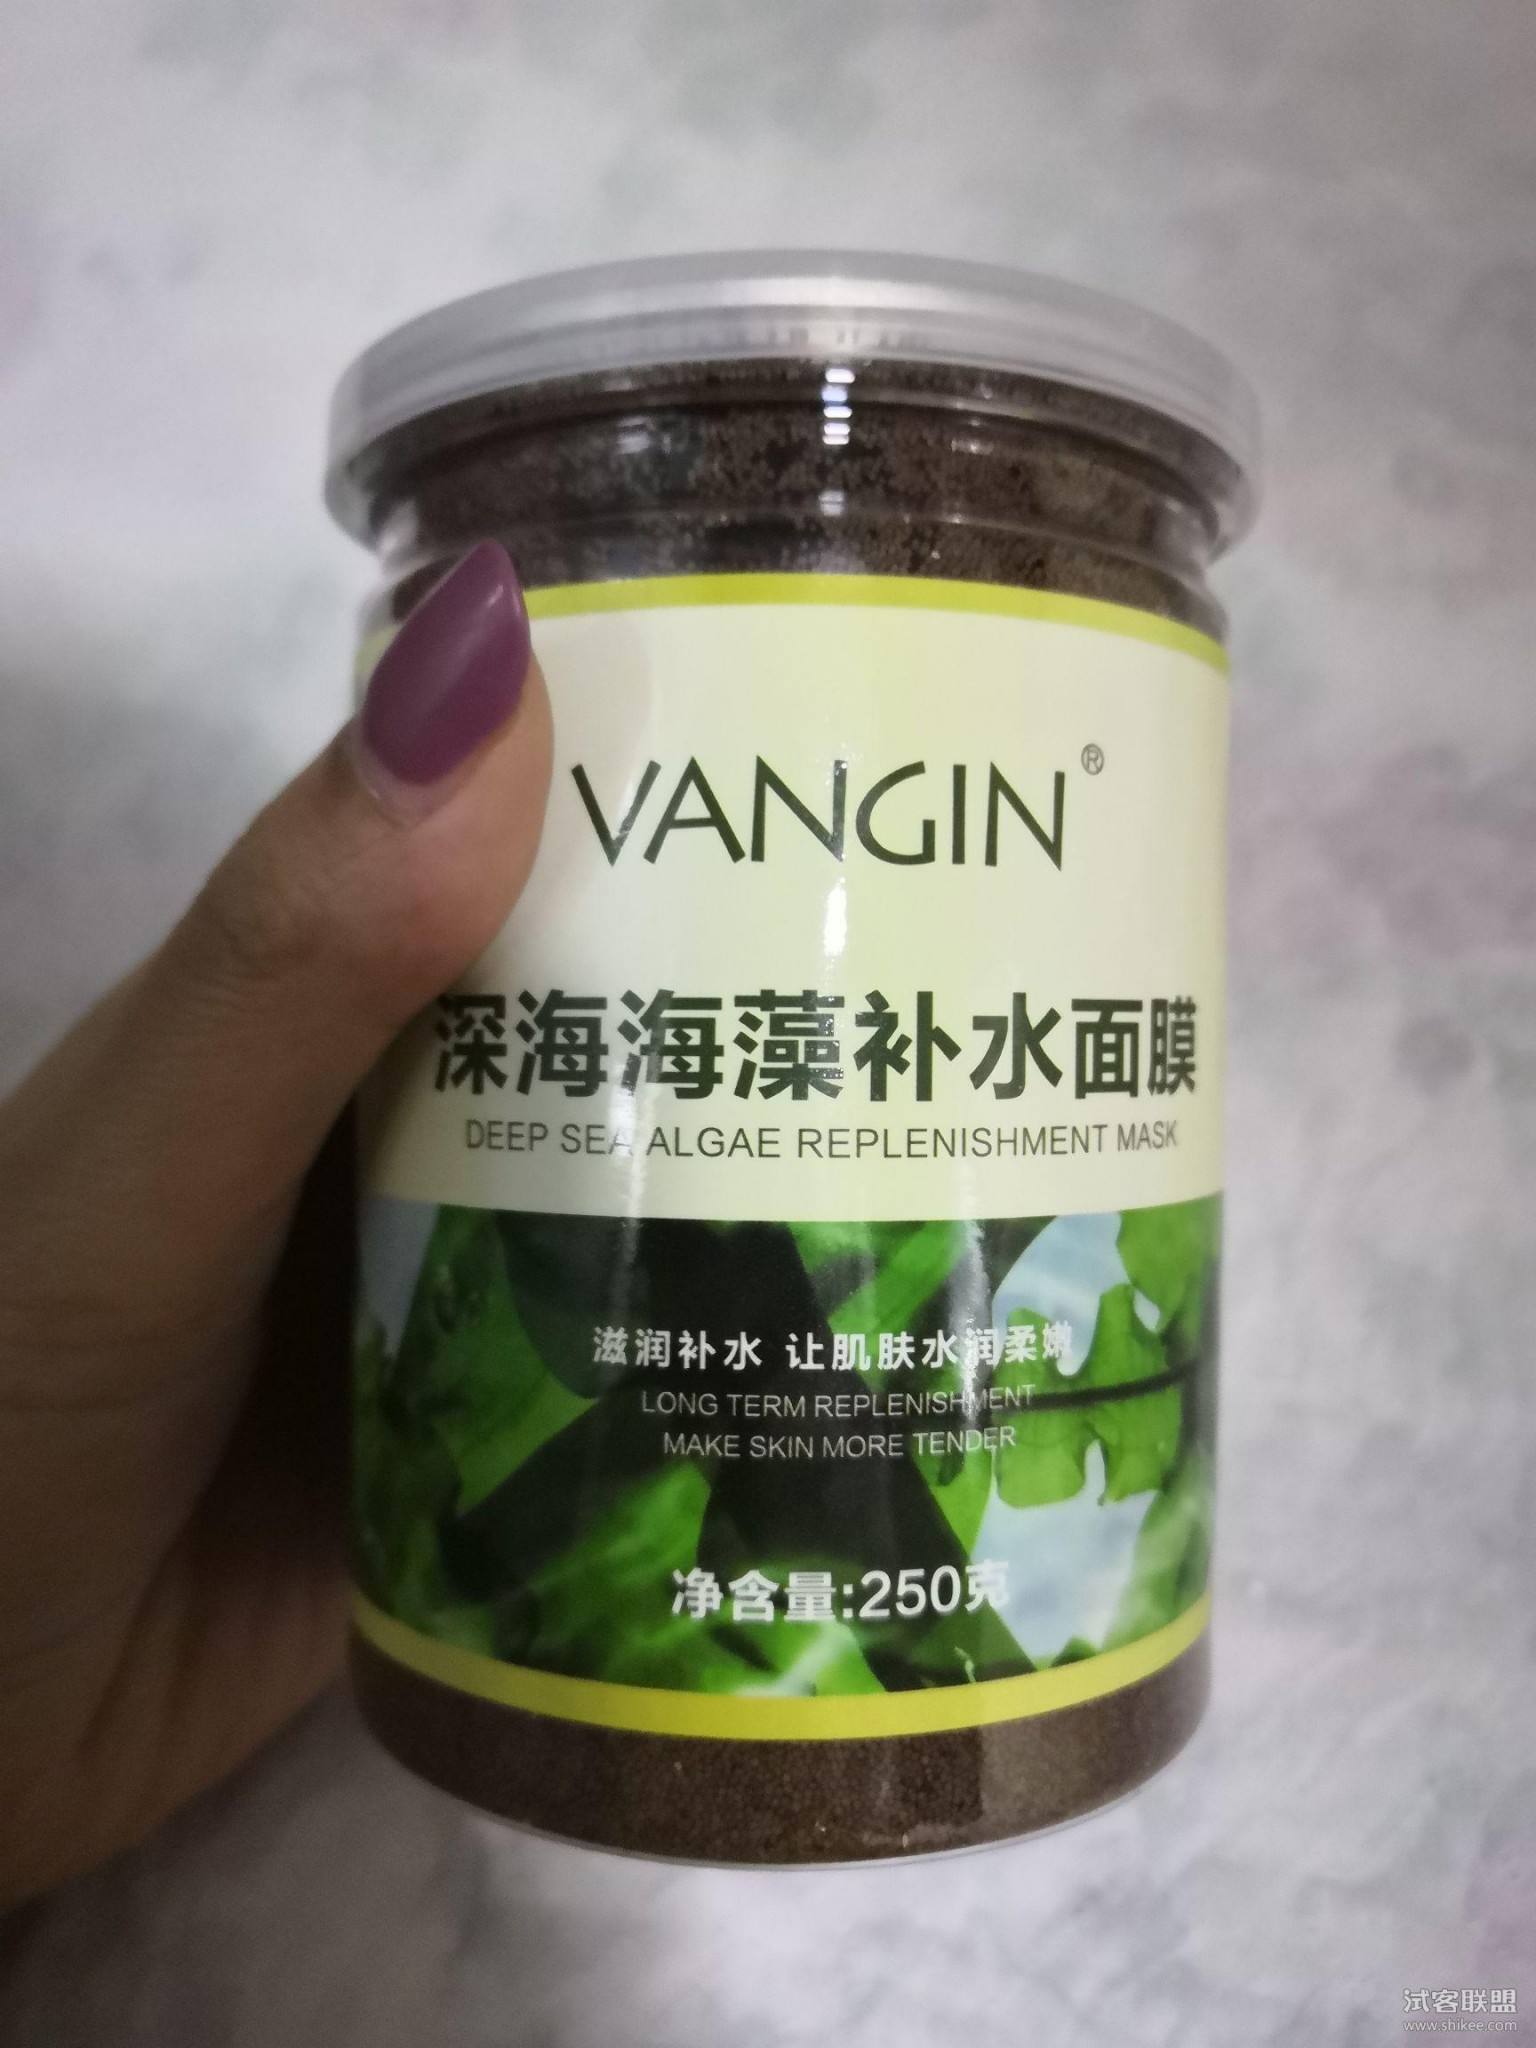 VANGIN®
深海海藻补水面膜
DEEP SEA ALGAE REPLENISHMENT MASK
滋润补水 让肌肤水润柔嫩
LONG TERM REPLENISHMENT
MAKE SKIN MORE TENDER
净含量:250克
试客联盟
www.shikee.com